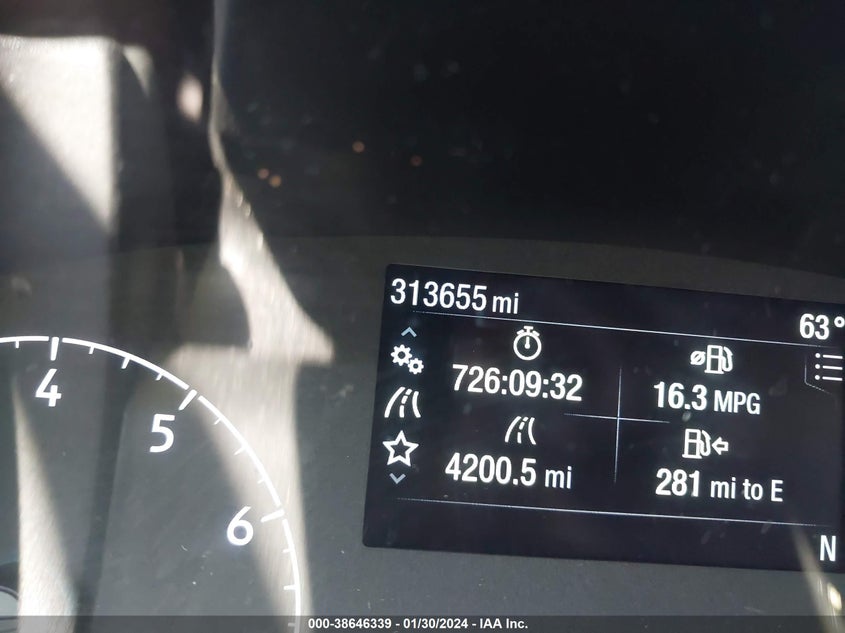 313655 mi
63°
726:09:32
16.3 MPG
4200.5 mi
281 mi to E
N
4
5
6
000-38646339 - 01/30/2024 - IAA Inc.